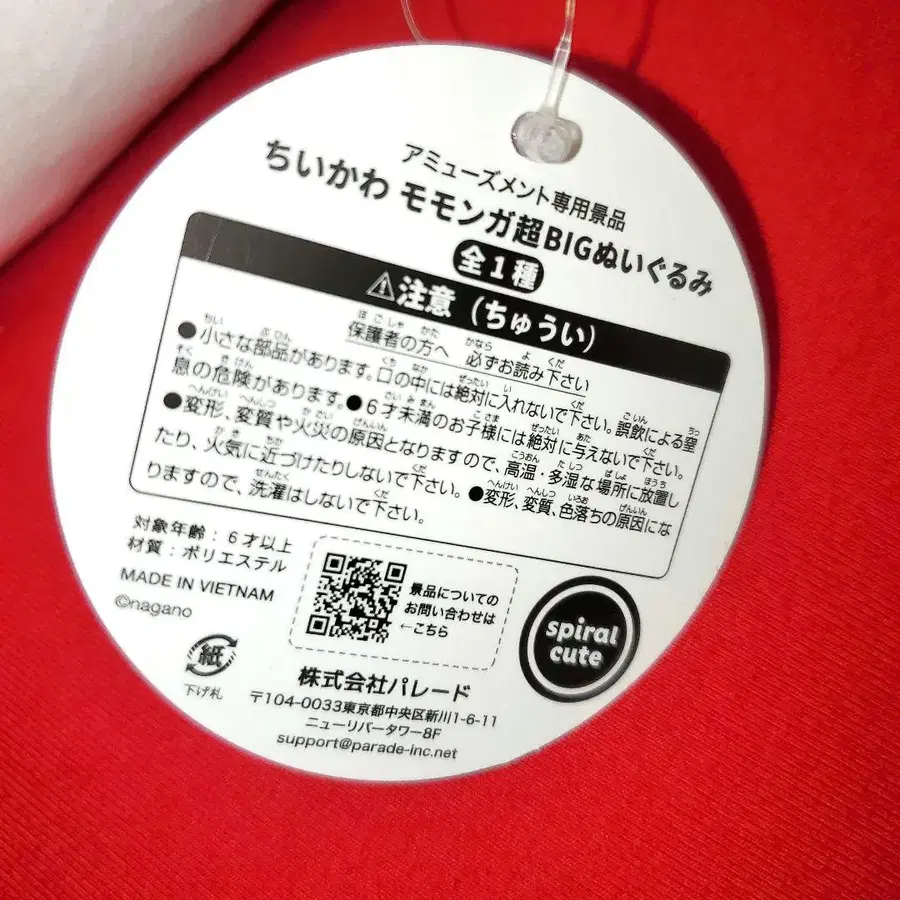 アミューズメント専用景品
ちいかわ モモンガ超BIGぬいぐるみ
全1種
⚠注意（ちゅうい）
保護者の方へ 必ずお読み下さい
●小さな部品があります。口の中には絶対に入れないで下さい。誤飲による窒
息の危険があります。●6才未満のお子様には絶対に与えないで下さい。
●変形、変質や火災の原因となりますので、高温・多湿な場所に放置し
たり、火気に近づけたりしないで下さい。●変形、変質、色落ちの原因にな
りますので、洗濯はしないで下さい。
対象年齢：6才以上
材質：ポリエステル
MADE IN VIETNAM
©nagano
景品についての
お問い合わせは
←こちら
spiral
cute
紙
下げ札
株式会社パレード
〒104-0033東京都中央区新川1-6-11
ニューリバータワー8F
support@parade-inc.net